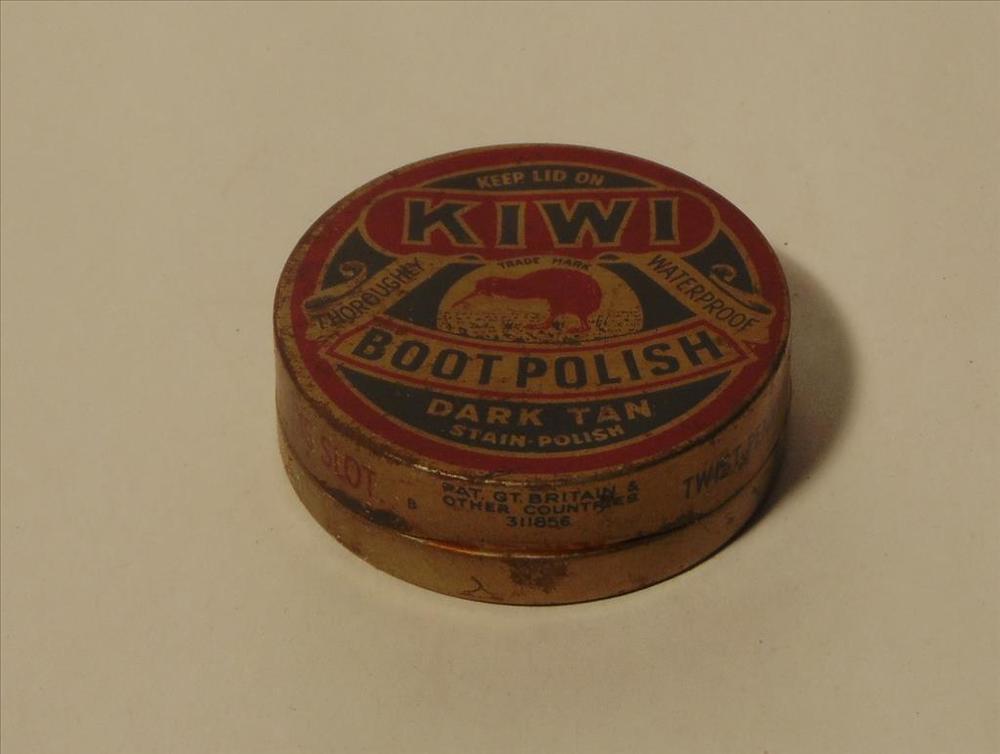 KEEP LID ON
KIWI
TRADE MARK
THOROUGHLY
WATERPROOF
BOOT POLISH
DARK TAN
STAIN-POLISH
SLOT.
B
PAT. GT. BRITAIN &
OTHER COUNTRIES
311856
TWIST